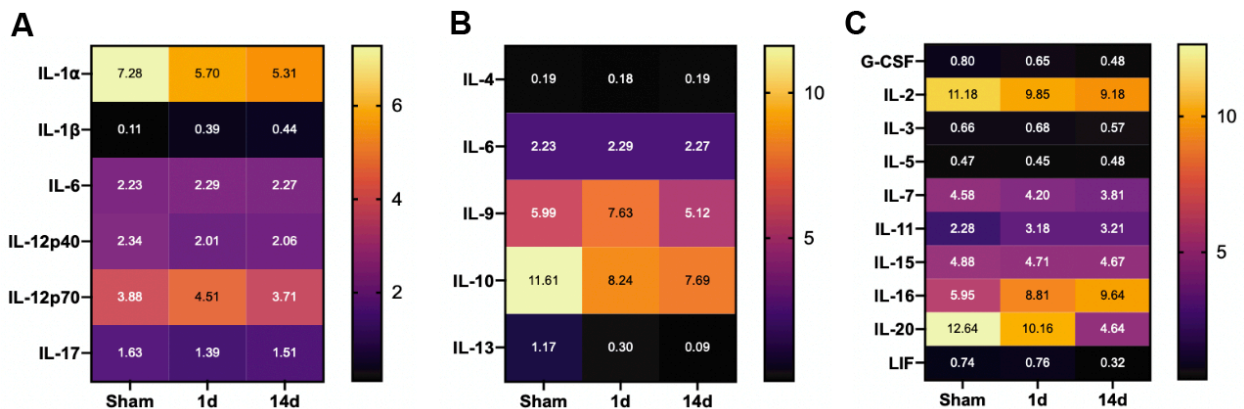 A
IL-1α 7.28 5.70 5.31
IL-1β 0.11 0.39 0.44
IL-6 2.23 2.29 2.27
IL-12p40 2.34 2.01 2.06
IL-12p70 3.88 4.51 3.71
IL-17 1.63 1.39 1.51
Sham 1d 14d
6
4
2
B
IL-4 0.19 0.18 0.19
IL-6 2.23 2.29 2.27
IL-9 5.99 7.63 5.12
IL-10 11.61 8.24 7.69
IL-13 1.17 0.30 0.09
Sham 1d 14d
10
5
C
G-CSF 0.80 0.65 0.48
IL-2 11.18 9.85 9.18
IL-3 0.66 0.68 0.57
IL-5 0.47 0.45 0.48
IL-7 4.58 4.20 3.81
IL-11 2.28 3.18 3.21
IL-15 4.88 4.71 4.67
IL-16 5.95 8.81 9.64
IL-20 12.64 10.16 4.64
LIF 0.74 0.76 0.32
Sham 1d 14d
10
5